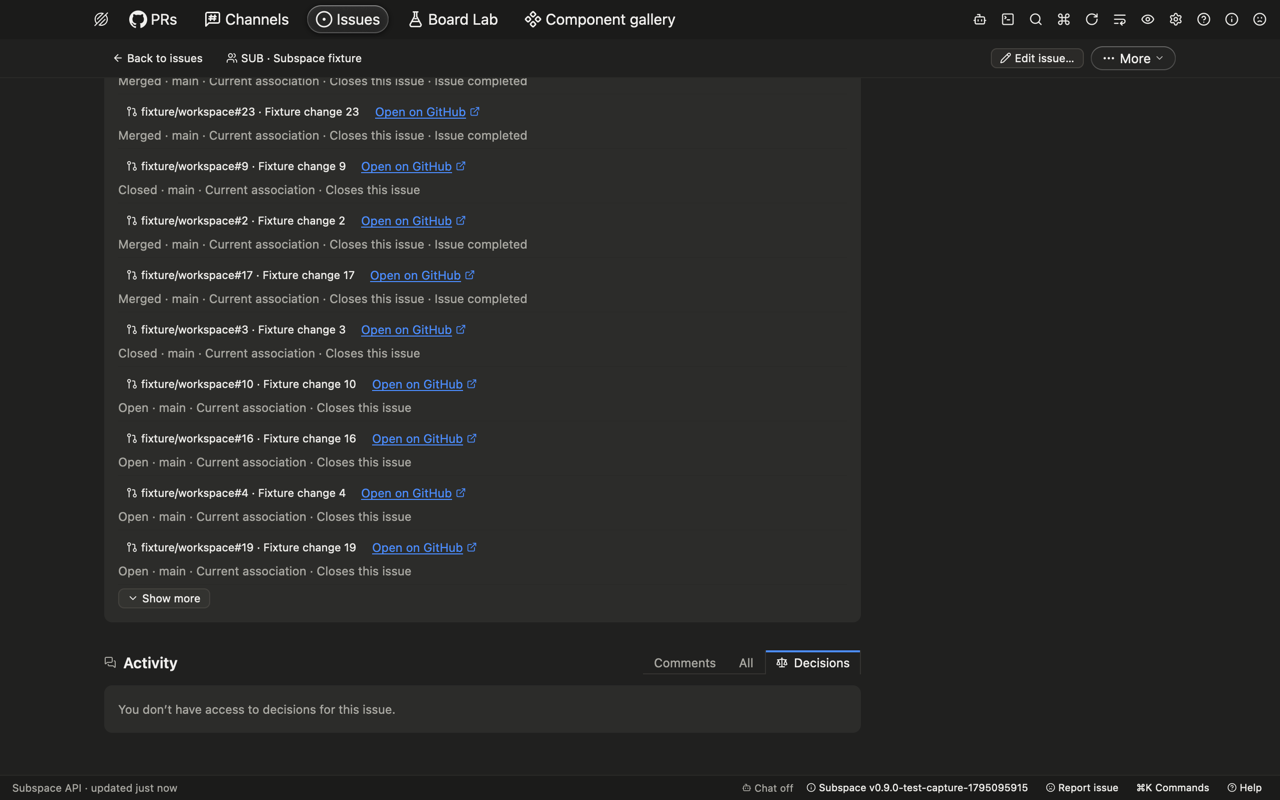 PRs Channels Issues Board Lab Component gallery
Back to issues SUB · Subspace fixture Edit issue... ··· More
Merged · main · Current association · Closes this issue · Issue completed
fixture/workspace#23 · Fixture change 23 Open on GitHub
Merged · main · Current association · Closes this issue · Issue completed
fixture/workspace#9 · Fixture change 9 Open on GitHub
Closed · main · Current association · Closes this issue
fixture/workspace#2 · Fixture change 2 Open on GitHub
Merged · main · Current association · Closes this issue · Issue completed
fixture/workspace#17 · Fixture change 17 Open on GitHub
Merged · main · Current association · Closes this issue · Issue completed
fixture/workspace#3 · Fixture change 3 Open on GitHub
Closed · main · Current association · Closes this issue
fixture/workspace#10 · Fixture change 10 Open on GitHub
Open · main · Current association · Closes this issue
fixture/workspace#16 · Fixture change 16 Open on GitHub
Open · main · Current association · Closes this issue
fixture/workspace#4 · Fixture change 4 Open on GitHub
Open · main · Current association · Closes this issue
fixture/workspace#19 · Fixture change 19 Open on GitHub
Open · main · Current association · Closes this issue
Show more
Activity Comments All Decisions
You don't have access to decisions for this issue.
Subspace API · updated just now Chat off Subspace v0.9.0-test-capture-1795095915 Report issue ⌘K Commands Help